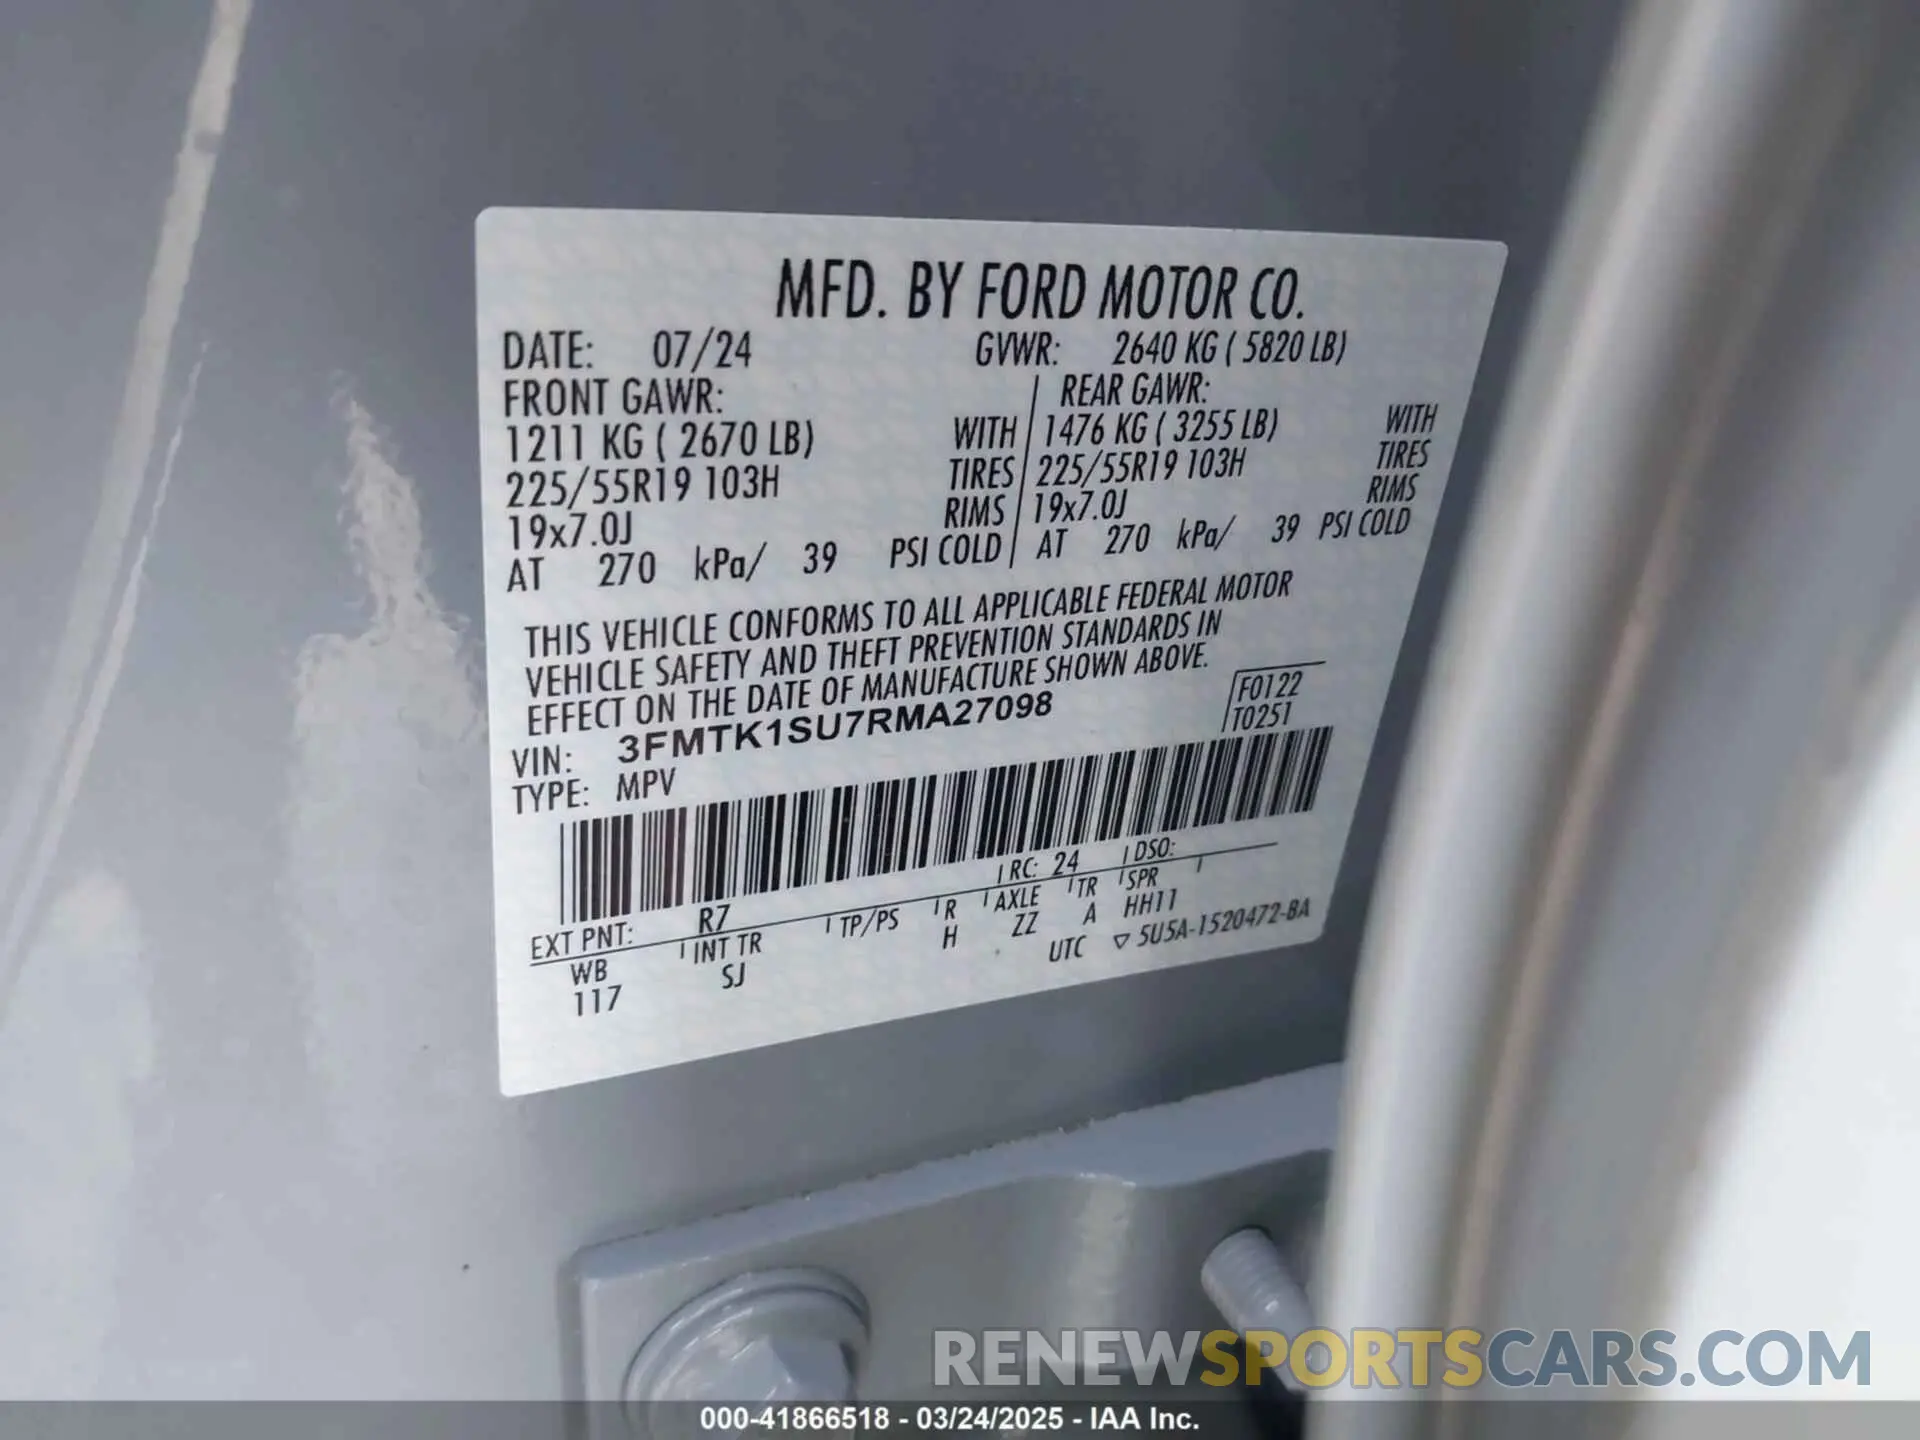 MFD. BY FORD MOTOR CO.
DATE: 07/24 GVWR: 2640 KG ( 5820 LB)
FRONT GAWR: REAR GAWR:
1211 KG ( 2670 LB) WITH 1476 KG ( 3255 LB) WITH
225/55R19 103H TIRES 225/55R19 103H TIRES
19x7.0J RIMS 19x7.0J RIMS
AT 270 kPa/ 39 PSI COLD AT 270 kPa/ 39 PSI COLD
THIS VEHICLE CONFORMS TO ALL APPLICABLE FEDERAL MOTOR
VEHICLE SAFETY AND THEFT PREVENTION STANDARDS IN
EFFECT ON THE DATE OF MANUFACTURE SHOWN ABOVE.
VIN: 3FMTK1SU7RMA27098 F0122
TYPE: MPV T0251
EXT PNT: R7 RC: 24 DSO:
WB INT TR TP/PS R AXLE TR SPR
117 SJ H ZZ A HH11
UTC ▽ 5U5A-1520472-BA
RENEWSPORTSCARS.COM
000-41866518 - 03/24/2025 - IAA Inc.